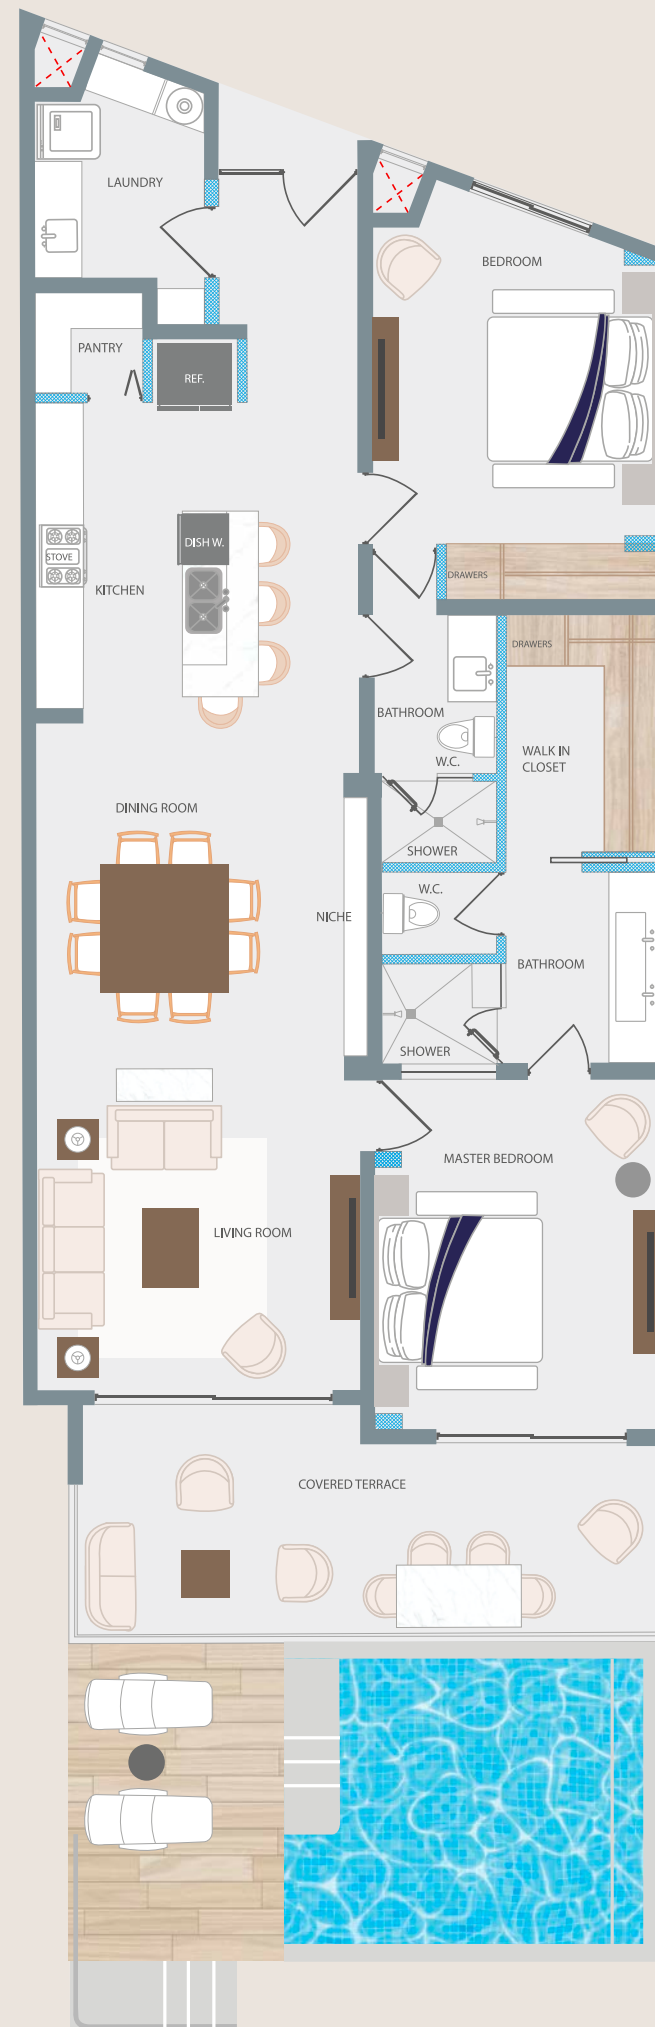 LAUNDRY
BEDROOM
PANTRY
REF.
DISH W.
STOVE
KITCHEN
DRAWERS
DRAWERS
BATHROOM
W.C.
WALK IN
CLOSET
DINING ROOM
SHOWER
W.C.
NICHE
BATHROOM
SHOWER
MASTER BEDROOM
LIVING ROOM
COVERED TERRACE